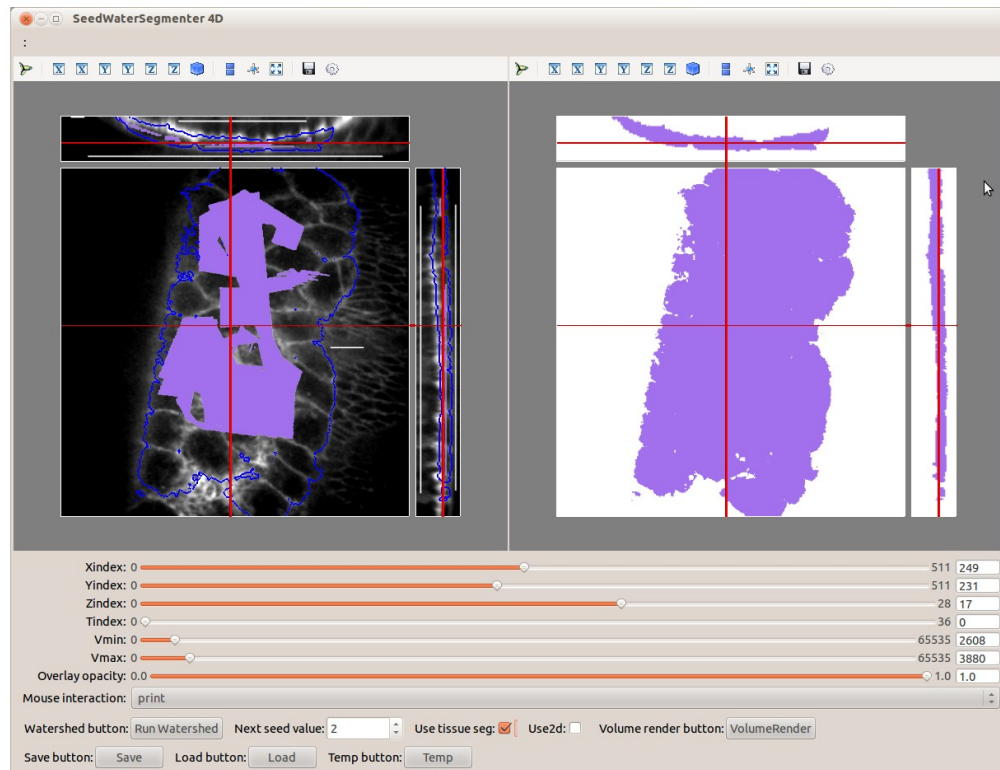 SeedWaterSegmenter 4D
:
X X Y Y Z Z X X Y Y Z Z
Xindex: 0 511 249
Yindex: 0 511 231
Zindex: 0 28 17
Tindex: 0 36 0
Vmin: 0 65535 2608
Vmax: 0 65535 3880
Overlay opacity: 0.0 1.0 1.0
Mouse interaction: print
Watershed button: Run Watershed Next seed value: 2 Use tissue seg: Use2d: Volume render button: VolumeRender
Save button: Save Load button: Load Temp button: Temp